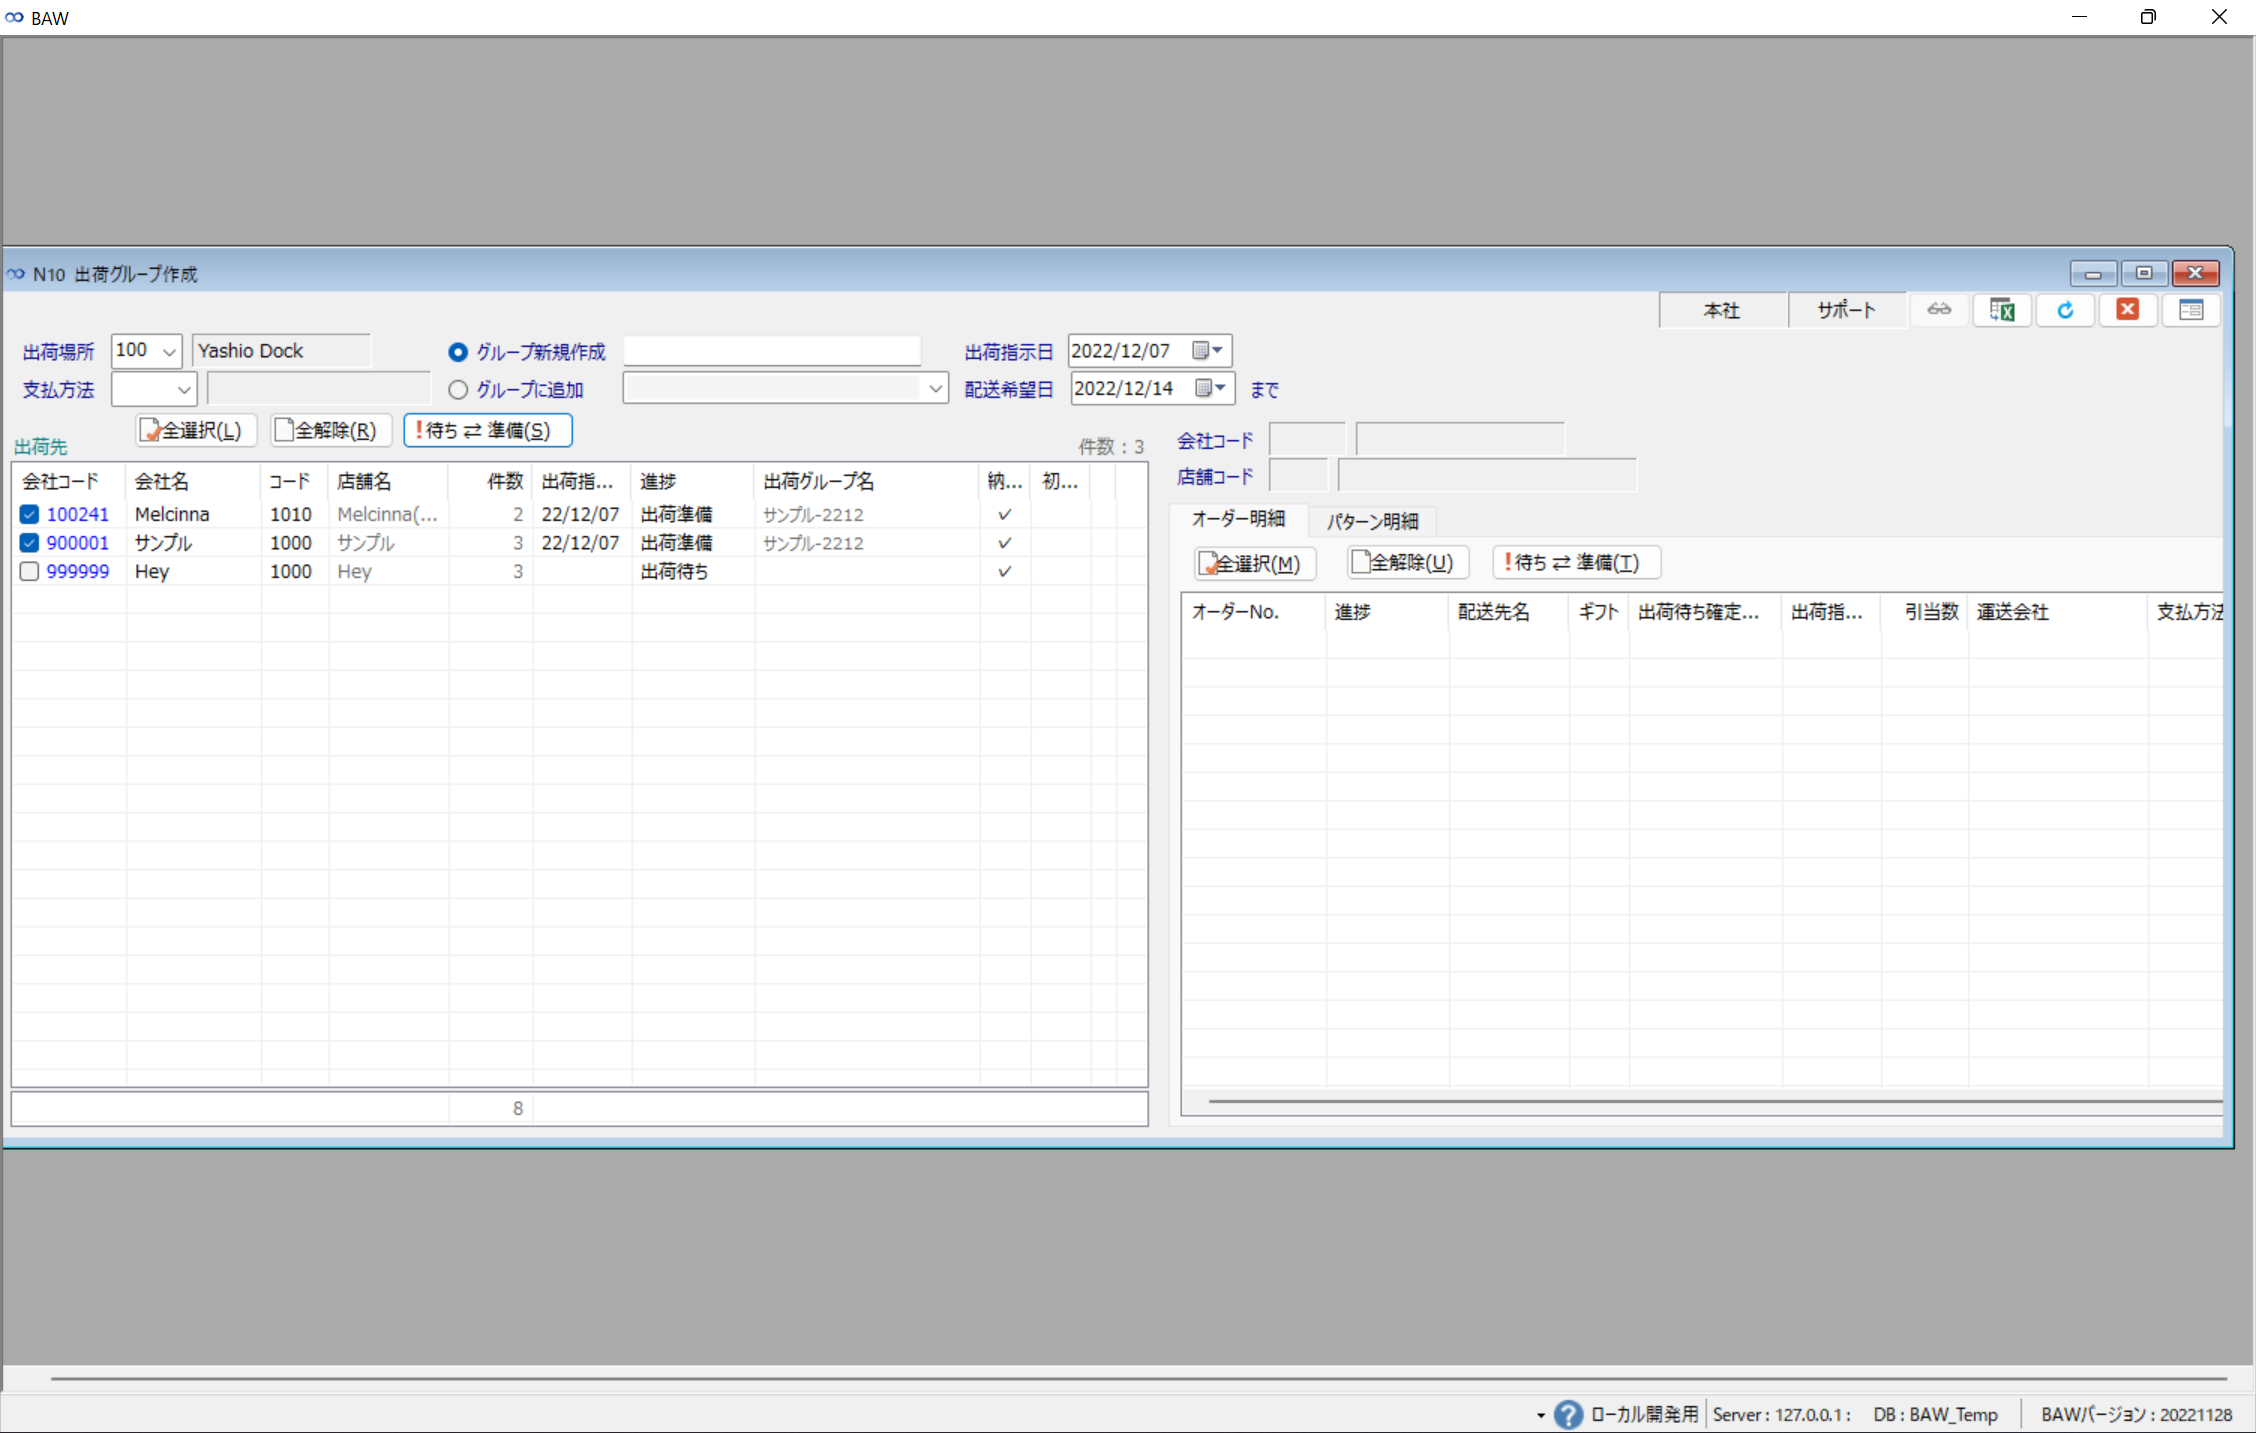 BAW
N10 出荷グループ作成
本社 サポート
出荷場所 100 Yashio Dock グループ新規作成 出荷指示日 2022/12/07
支払方法 グループに追加 配送希望日 2022/12/14 まで
全選択(L) 全解除(R) !待ち⇄準備(S)
出荷先 件数 : 3
会社コード 会社名 コード 店舗名 件数 出荷指... 進捗 出荷グループ名 納... 初...
100241 Melcinna 1010 Melcinna(... 2 22/12/07 出荷準備 サンプル-2212 ✓
900001 サンプル 1000 サンプル 3 22/12/07 出荷準備 サンプル-2212 ✓
999999 Hey 1000 Hey 3 出荷待ち ✓
8
会社コード
店舗コード
オーダー明細 パターン明細
全選択(M) 全解除(U) !待ち⇄準備(T)
オーダーNo. 進捗 配送先名 ギフト 出荷待ち確定... 出荷指... 引当数 運送会社 支払方法
ローカル開発用 Server : 127.0.0.1 : DB : BAW_Temp BAWバージョン : 20221128